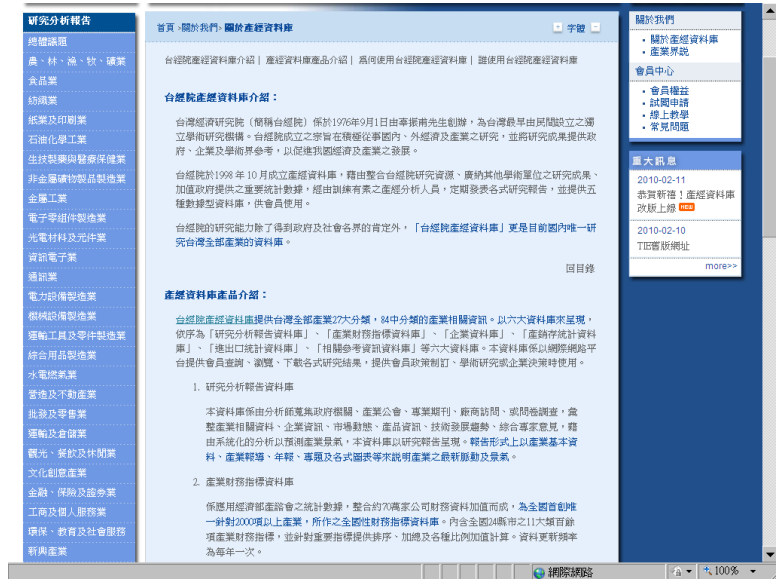 研究分析報告
總體議題
農、林、漁、牧、礦業
食品業
紡織業
紙業及印刷業
石油化學工業
生技製藥與醫療保健業
非金屬礦物製品製造業
金屬工業
電子零組件製造業
光電材料及元件業
資訊電子業
通訊業
電力設備製造業
機械設備製造業
運輸工具及零件製造業
綜合用品製造業
水電燃氣業
營造及不動產業
批發及零售業
運輸及倉儲業
觀光、餐飲及休閒業
文化創意產業
金融、保險及證券業
工商及個人服務業
環保、教育及社會服務
新興產業
首頁 >關於我們> 關於產經資料庫
字體
台經院產經資料庫介紹 | 產經資料庫產品介紹 | 為何使用台經院產經資料庫 | 誰使用台經院產經資料庫
台經院產經資料庫介紹：
台灣經濟研究院（簡稱台經院）係於1976年9月1日由辜振甫先生創辦，為台灣最早由民間設立之獨
立學術研究機構。台經院成立之宗旨在積極從事國內、外經濟及產業之研究，並將研究成果提供政
府、企業及學術界參考，以促進我國經濟及產業之發展。
台經院於1998 年 10 月成立產經資料庫，藉由整合台經院研究資源、廣納其他學術單位之研究成果、
加值政府提供之重要統計數據，經由訓練有素之產經分析人員，定期發表各式研究報告，並提供五
種數據型資料庫，供會員使用。
台經院的研究能力除了得到政府及社會各界的肯定外，「台經院產經資料庫」更是目前國內唯一研
究台灣全部產業的資料庫。
回目錄
產經資料庫產品介紹：
台經院產經資料庫提供台灣全部產業27大分類，84中分類的產業相關資訊。以六大資料庫來呈現，
依序為「研究分析報告資料庫」、「產業財務指標資料庫」、「企業資料庫」、「產銷存統計資料
庫」、「進出口統計資料庫」、「相關參考資訊資料庫」等六大資料庫。本資料庫係以網際網路平
台提供會員查詢、瀏覽、下載各式研究結果，提供會員政策制訂、學術研究或企業決策時使用。
1. 研究分析報告資料庫
本資料庫係由分析師蒐集政府機關、產業公會、專業期刊、廠商訪問、或問卷調查，彙
整產業相關資料、企業資訊、市場動態、產品資訊、技術發展趨勢、綜合專家意見，藉
由系統化的分析以預測產業景氣，本資料庫以研究報告呈現。報告形式上以產業基本資
料、產業報導、年報、專題及各式圖表等來說明產業之最新脈動及景氣。
2. 產業財務指標資料庫
係應用經濟部產諮會之統計數據，整合約70萬家公司財務資料加值而成，為全國首創唯
一針對2000項以上產業，所作之全國性財務指標資料庫。內含全國24縣市之11大類百餘
項產業財務指標，並針對重要指標提供排序、加總及各種比例加值計算。資料更新頻率
為每年一次。
關於我們
• 關於產經資料庫
• 產業界說
會員中心
• 會員權益
• 試閱申請
• 線上教學
• 常見問題
重大訊息
2010-02-11
恭賀新禧！產經資料庫
改版上線 NEW
2010-02-10
TIE舊版網址
more>>
網際網路
100%